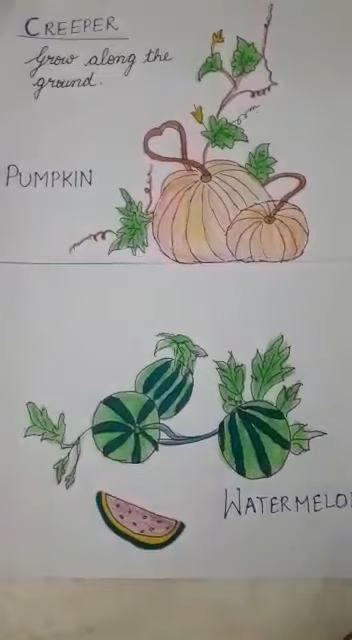 CREEPER
Grow along the
ground.
PUMPKIN
WATERMELO